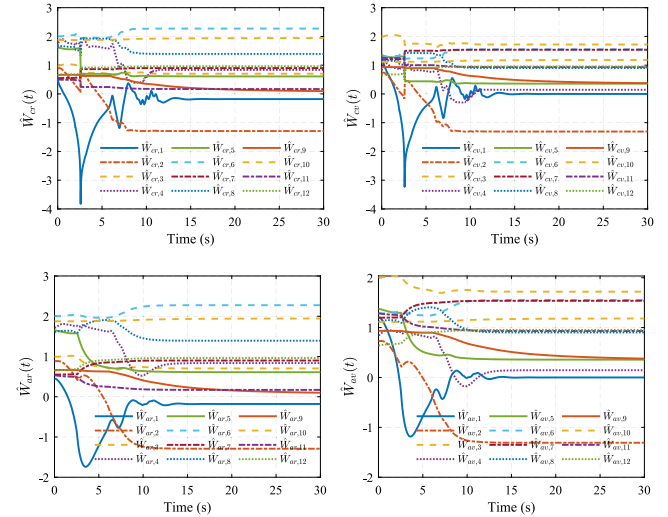 3
2
1
0
-1
-2
-3
-4
Ŵcr(t)
Ŵcr,1 Ŵcr,5 Ŵcr,9
Ŵcr,2 Ŵcr,6 Ŵcr,10
Ŵcr,3 Ŵcr,7 Ŵcr,11
Ŵcr,4 Ŵcr,8 Ŵcr,12
0 5 10 15 20 25 30
Time (s)
3
2
1
0
-1
-2
-3
-4
Ŵcv(t)
Ŵcv,1 Ŵcv,5 Ŵcv,9
Ŵcv,2 Ŵcv,6 Ŵcv,10
Ŵcv,3 Ŵcv,7 Ŵcv,11
Ŵcv,4 Ŵcv,8 Ŵcv,12
0 5 10 15 20 25 30
Time (s)
3
2
1
0
-1
-2
Ŵar(t)
Ŵar,1 Ŵar,5 Ŵar,9
Ŵar,2 Ŵar,6 Ŵar,10
Ŵar,3 Ŵar,7 Ŵar,11
Ŵar,4 Ŵar,8 Ŵar,12
0 5 10 15 20 25 30
Time (s)
2
1
0
-1
-2
Ŵav(t)
Ŵav,1 Ŵav,5 Ŵav,9
Ŵav,2 Ŵav,6 Ŵav,10
Ŵav,3 Ŵav,7 Ŵav,11
Ŵav,4 Ŵav,8 Ŵav,12
0 5 10 15 20 25 30
Time (s)